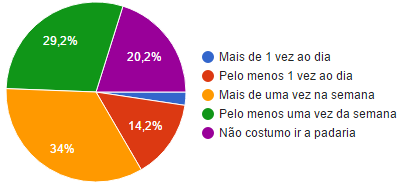 29,2%
20,2%
14,2%
34%
Mais de 1 vez ao dia
Pelo menos 1 vez ao dia
Mais de uma vez na semana
Pelo menos uma vez da semana
Não costumo ir a padaria